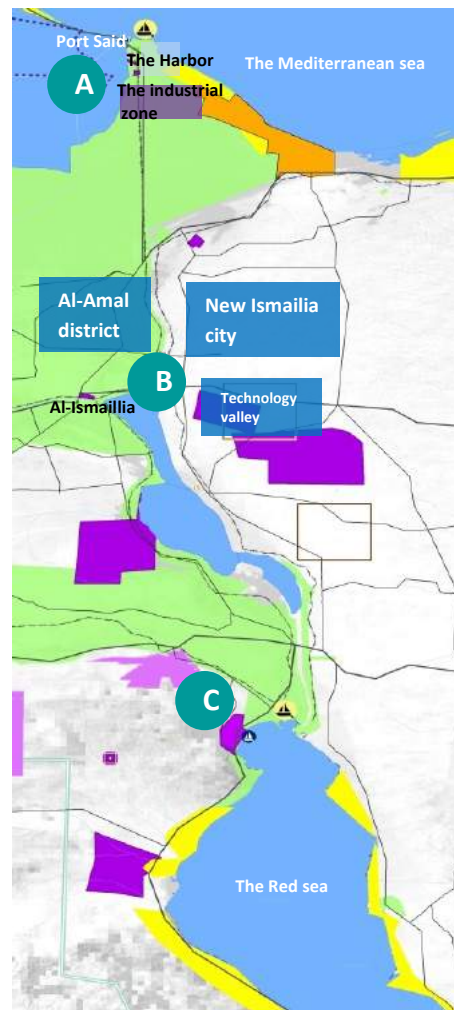 Port Said
The Harbor
The Mediterranean sea
A
The industrial
zone
Al-Amal
district
New Ismailia
city
B
Technology
valley
Al-Ismaillia
C
The Red sea